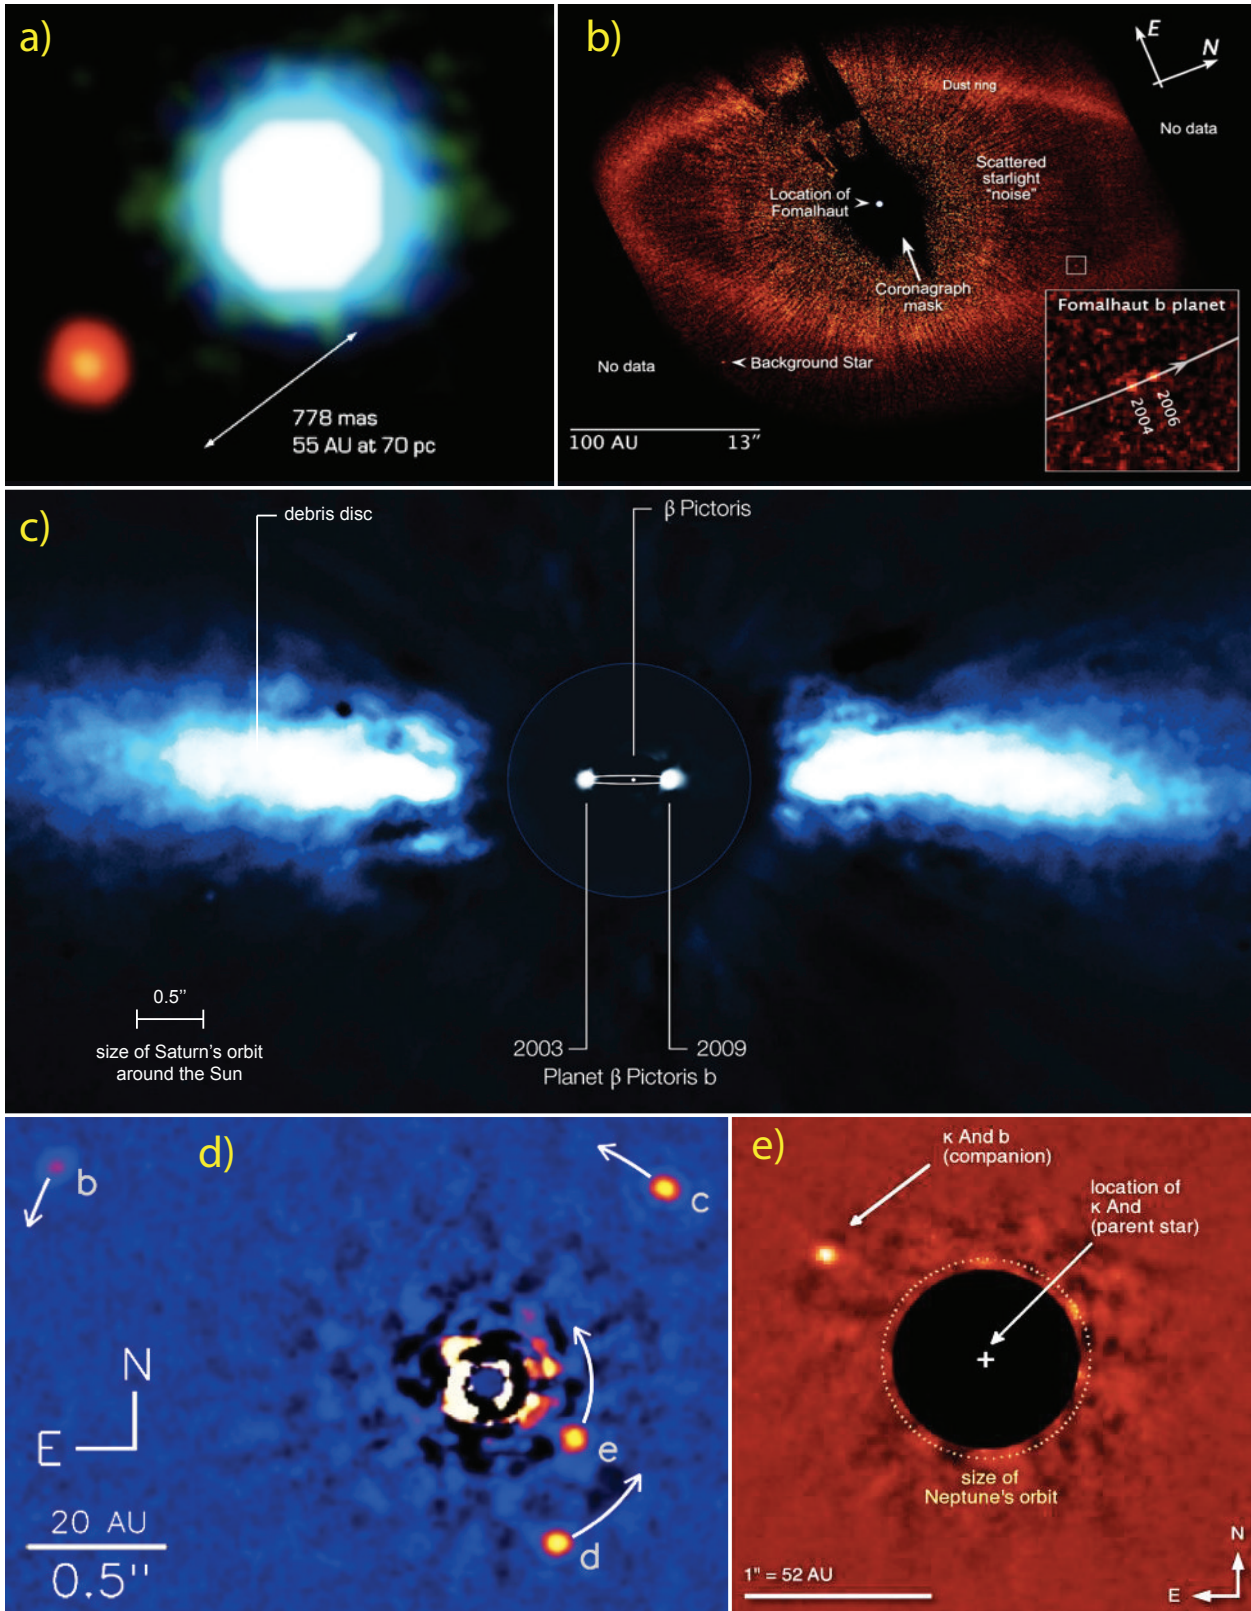 a)
778 mas
55 AU at 70 pc
b)
E
N
Dust ring
No data
Scattered
starlight
"noise"
Location of
Fomalhaut
Coronagraph
mask
Fomalhaut b planet
No data
Background Star
2004
2006
100 AU
13"
c)
debris disc
β Pictoris
0.5''
size of Saturn's orbit
around the Sun
2003
2009
Planet β Pictoris b
d)
b
c
N
E
e
d
20 AU
0.5"
e)
κ And b
(companion)
location of
κ And
(parent star)
size of
Neptune's orbit
1" = 52 AU
N
E